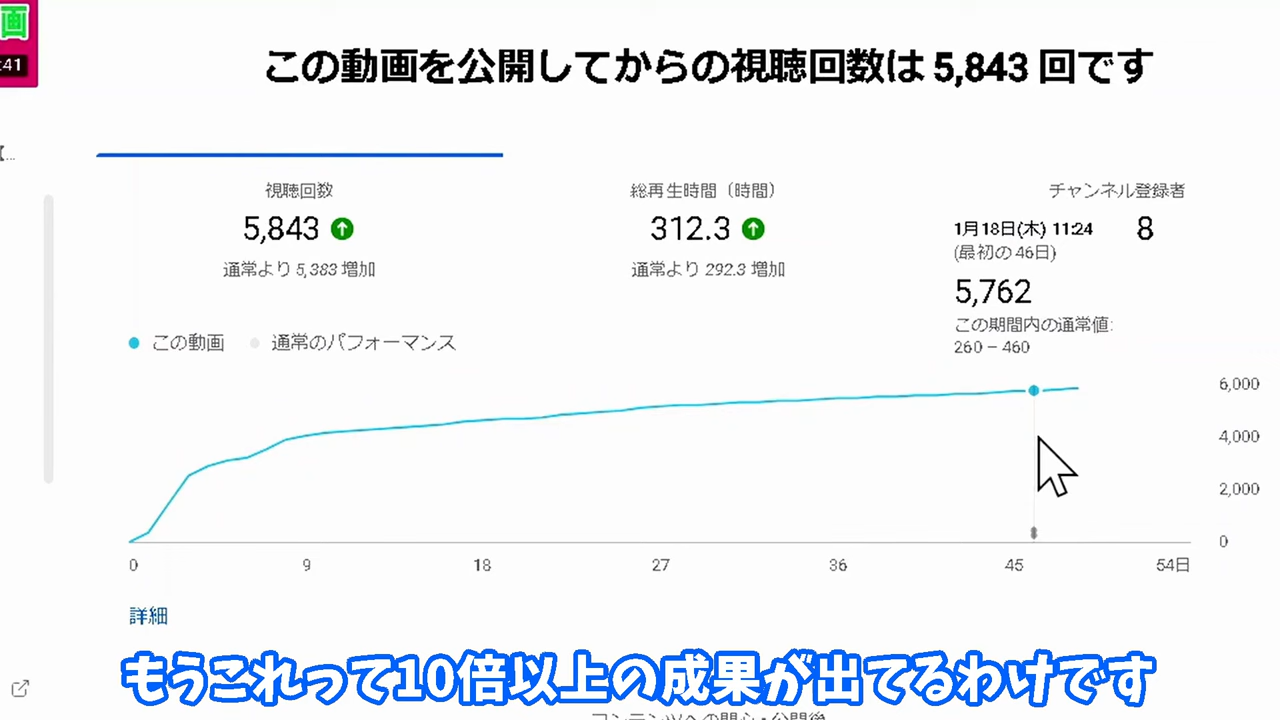 画
:41
この動画を公開してからの視聴回数は 5,843 回です
視聴回数
5,843
通常より 5,383 増加
総再生時間（時間）
312.3
通常より 292.3 増加
チャンネル登録者
8
1月18日(木) 11:24
(最初の 46日)
5,762
この期間内の通常値:
260 – 460
この動画
通常のパフォーマンス
6,000
4,000
2,000
0
0 9 18 27 36 45 54日
詳細
もうこれって10倍以上の成果が出てるわけです